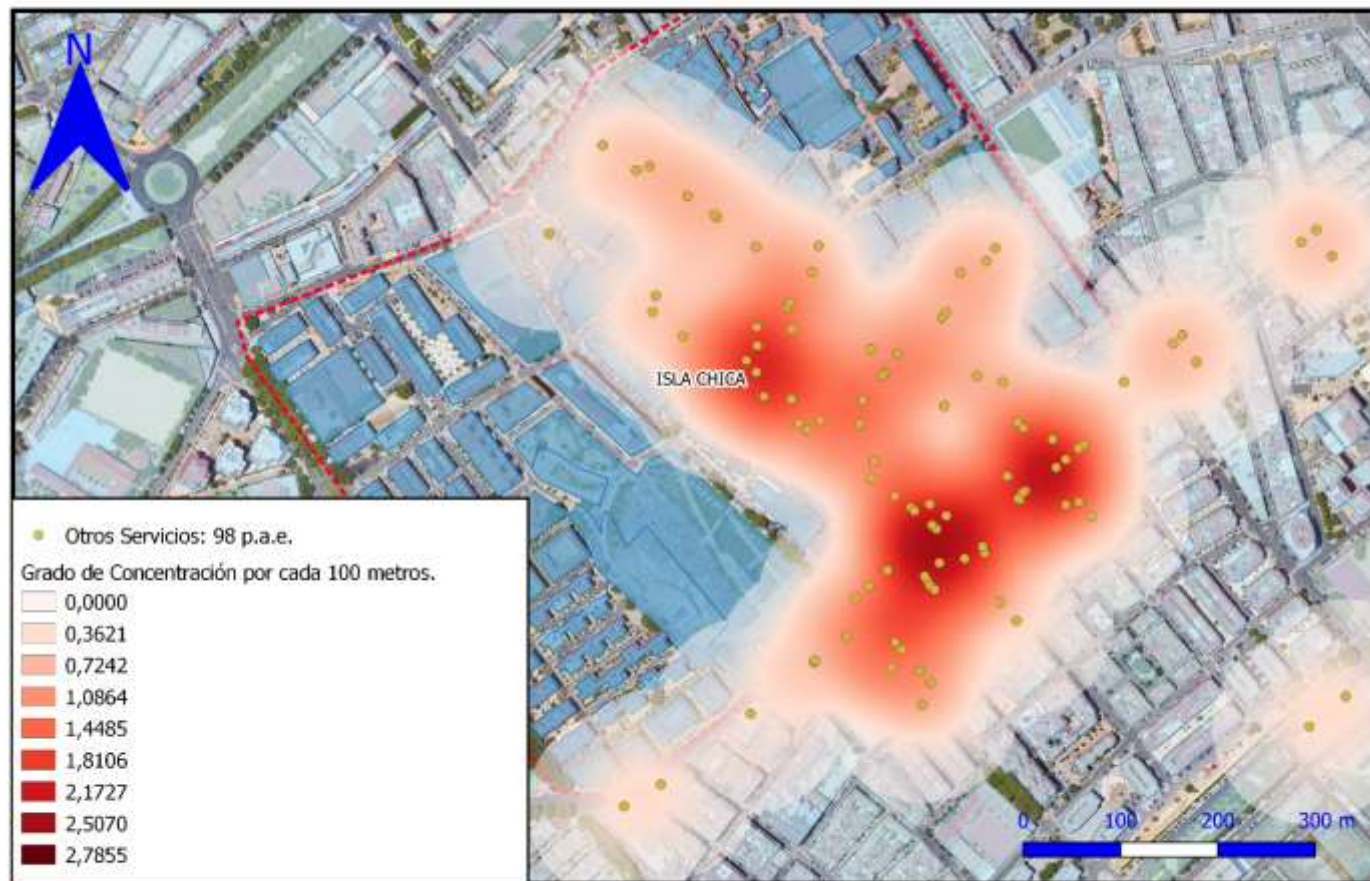 N
ISLA CHICA
Otros Servicios: 98 p.a.e.
Grado de Concentración por cada 100 metros.
0,0000
0,3621
0,7242
1,0864
1,4485
1,8106
2,1727
2,5070
2,7855
0 100 200 300 m